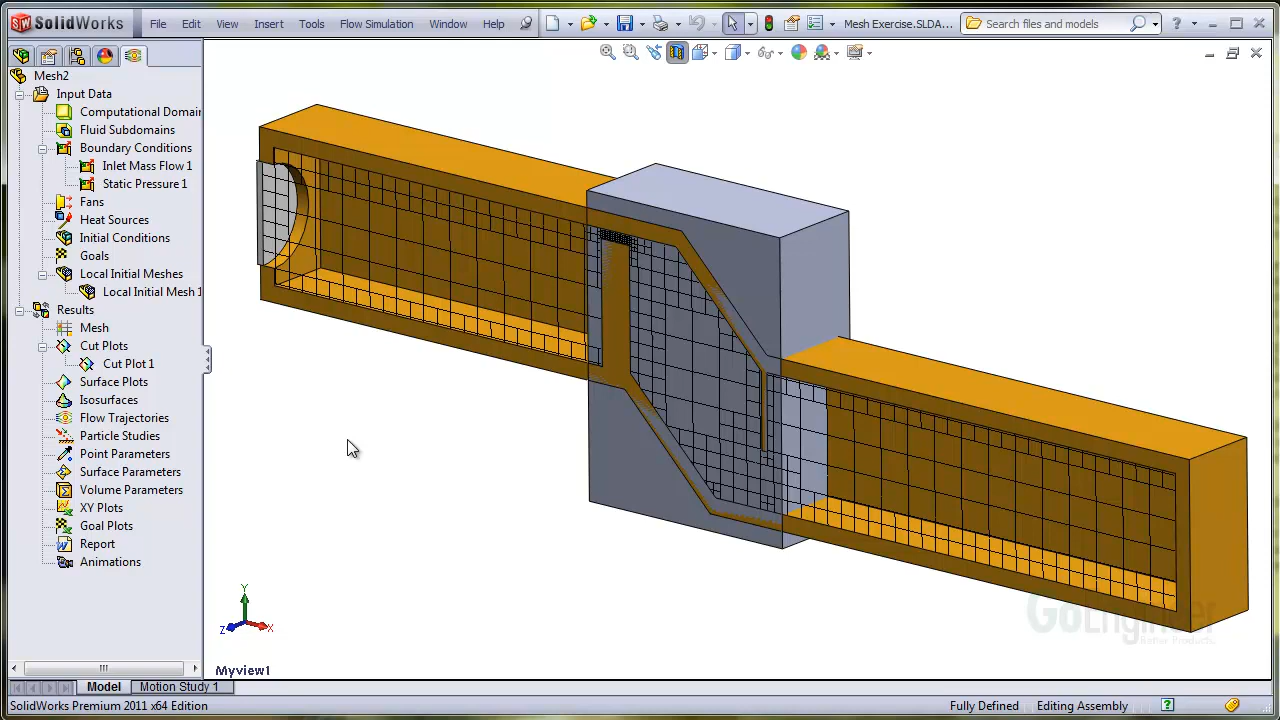 SolidWorks File Edit View Insert Tools Flow Simulation Window Help Mesh Exercise.SLDA... Search files and models
Mesh2
Input Data
Computational Domain
Fluid Subdomains
Boundary Conditions
Inlet Mass Flow 1
Static Pressure 1
Fans
Heat Sources
Initial Conditions
Goals
Local Initial Meshes
Local Initial Mesh 1
Results
Mesh
Cut Plots
Cut Plot 1
Surface Plots
Isosurfaces
Flow Trajectories
Particle Studies
Point Parameters
Surface Parameters
Volume Parameters
XY Plots
Goal Plots
Report
Animations
Y
Z X
GoEngineer
Better Products.
Myview1
Model Motion Study 1
SolidWorks Premium 2011 x64 Edition Fully Defined Editing Assembly